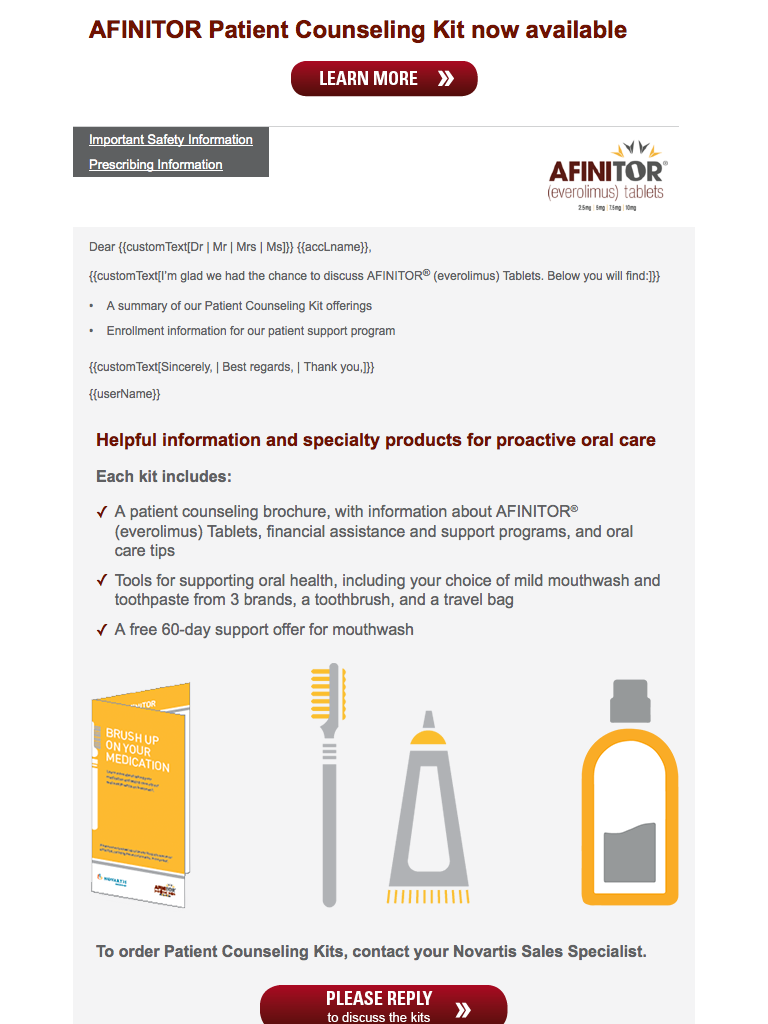 AFINITOR Patient Counseling Kit now available
LEARN MORE »
Important Safety Information
Prescribing Information
AFINITOR®
(everolimus) tablets
2.5mg | 5mg | 7.5mg | 10mg
Dear {{customText[Dr | Mr | Mrs | Ms]}} {{accLname}},
{{customText[I'm glad we had the chance to discuss AFINITOR® (everolimus) Tablets. Below you will find:]}}
• A summary of our Patient Counseling Kit offerings
• Enrollment information for our patient support program
{{customText[Sincerely, | Best regards, | Thank you,]}}
{{userName}}
Helpful information and specialty products for proactive oral care
Each kit includes:
✓ A patient counseling brochure, with information about AFINITOR®
(everolimus) Tablets, financial assistance and support programs, and oral
care tips
✓ Tools for supporting oral health, including your choice of mild mouthwash and
toothpaste from 3 brands, a toothbrush, and a travel bag
✓ A free 60-day support offer for mouthwash
BRUSH UP
ON YOUR
MEDICATION
NOVARTIS
AFINITOR
To order Patient Counseling Kits, contact your Novartis Sales Specialist.
PLEASE REPLY »
to discuss the kits